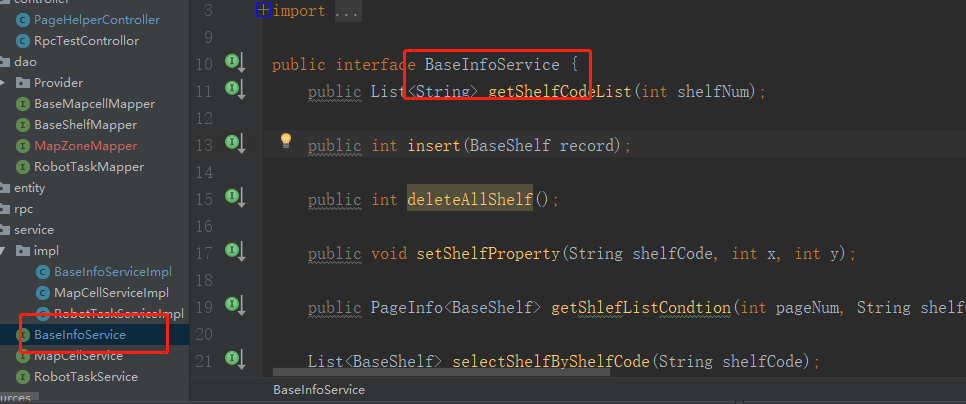 controller
PageHelperController
RpcTestControllor
dao
Provider
BaseMapcellMapper
BaseShelfMapper
MapZoneMapper
RobotTaskMapper
entity
rpc
service
impl
BaseInfoServiceImpl
MapCellServiceImpl
RobotTaskServiceImpl
BaseInfoService
MapCellService
RobotTaskService
3 import ...
9
10 public interface BaseInfoService {
11 public List<String> getShelfCodeList(int shelfNum);
12
13 public int insert(BaseShelf record);
14
15 public int deleteAllShelf();
16
17 public void setShelfProperty(String shelfCode, int x, int y);
18
19 public PageInfo<BaseShelf> getShlefListCondtion(int pageNum, String shelf
20
21 List<BaseShelf> selectShelfByShelfCode(String shelfCode);
BaseInfoService